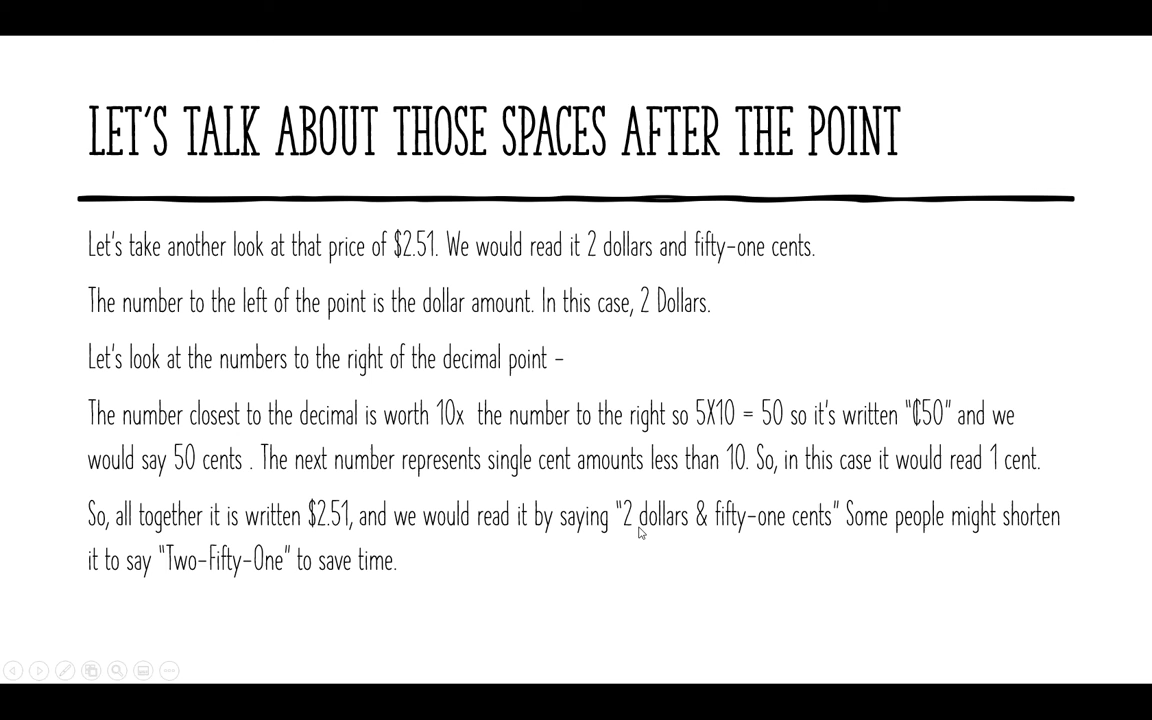 LET'S TALK ABOUT THOSE SPACES AFTER THE POINT
Let's take another look at that price of $2.51. We would read it 2 dollars and fifty-one cents.
The number to the left of the point is the dollar amount. In this case, 2 Dollars.
Let's look at the numbers to the right of the decimal point -
The number closest to the decimal is worth 10x the number to the right so 5X10 = 50 so it's written "₵50" and we
would say 50 cents . The next number represents single cent amounts less than 10. So, in this case it would read 1 cent.
So, all together it is written $2.51, and we would read it by saying "2 dollars & fifty-one cents" Some people might shorten
it to say "Two-Fifty-One" to save time.